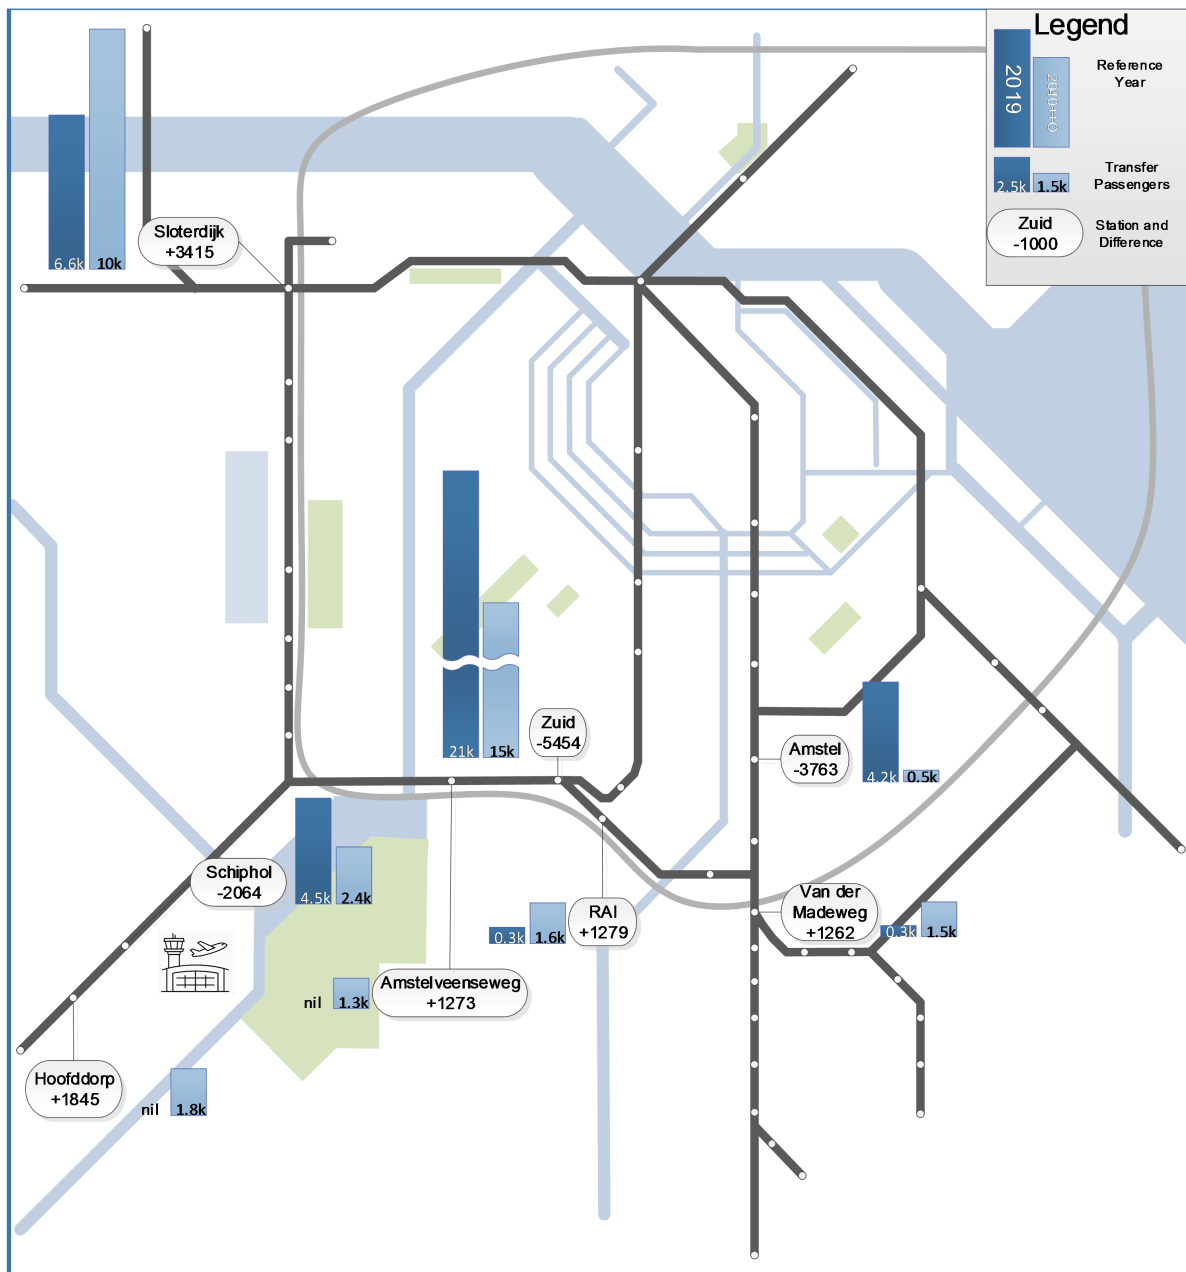 Legend
2019
2040++O
Reference
Year
2.5k
1.5k
Transfer
Passengers
Zuid
-1000
Station and
Difference
6.6k
10k
Sloterdijk
+3415
21k
15k
Zuid
-5454
Amstel
-3763
4.2k
0.5k
Schiphol
-2064
4.5k
2.4k
0.3k
1.6k
RAI
+1279
Van der
Madeweg
+1262
0.3k
1.5k
nil
1.3k
Amstelveenseweg
+1273
Hoofddorp
+1845
nil
1.8k